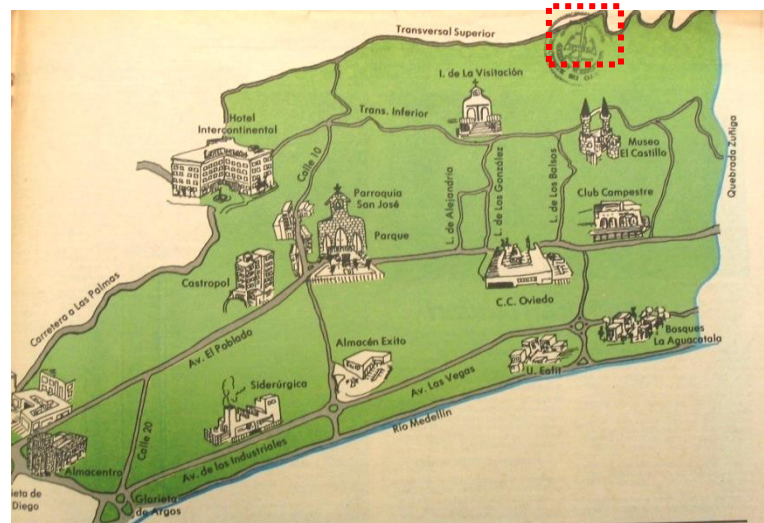 Transversal Superior
I. de La Visitación
Trans. Inferior
Hotel
Intercontinental
Calle 10
Museo
El Castillo
Quebrada Zuñiga
Parroquia
San José
Parque
L. de Alejandría
L. de Los González
L. de Los Balsos
Club Campestre
Carretera a Las Palmas
Castropol
C.C. Oviedo
Av. El Poblado
Almacén Exito
Bosques
La Aguacatala
U. Eafit
Siderúrgica
Av. Las Vegas
Río Medellín
Calle 20
Av. de los Industriales
Almacentro
Glorieta
de Argos
ieta de
Diego